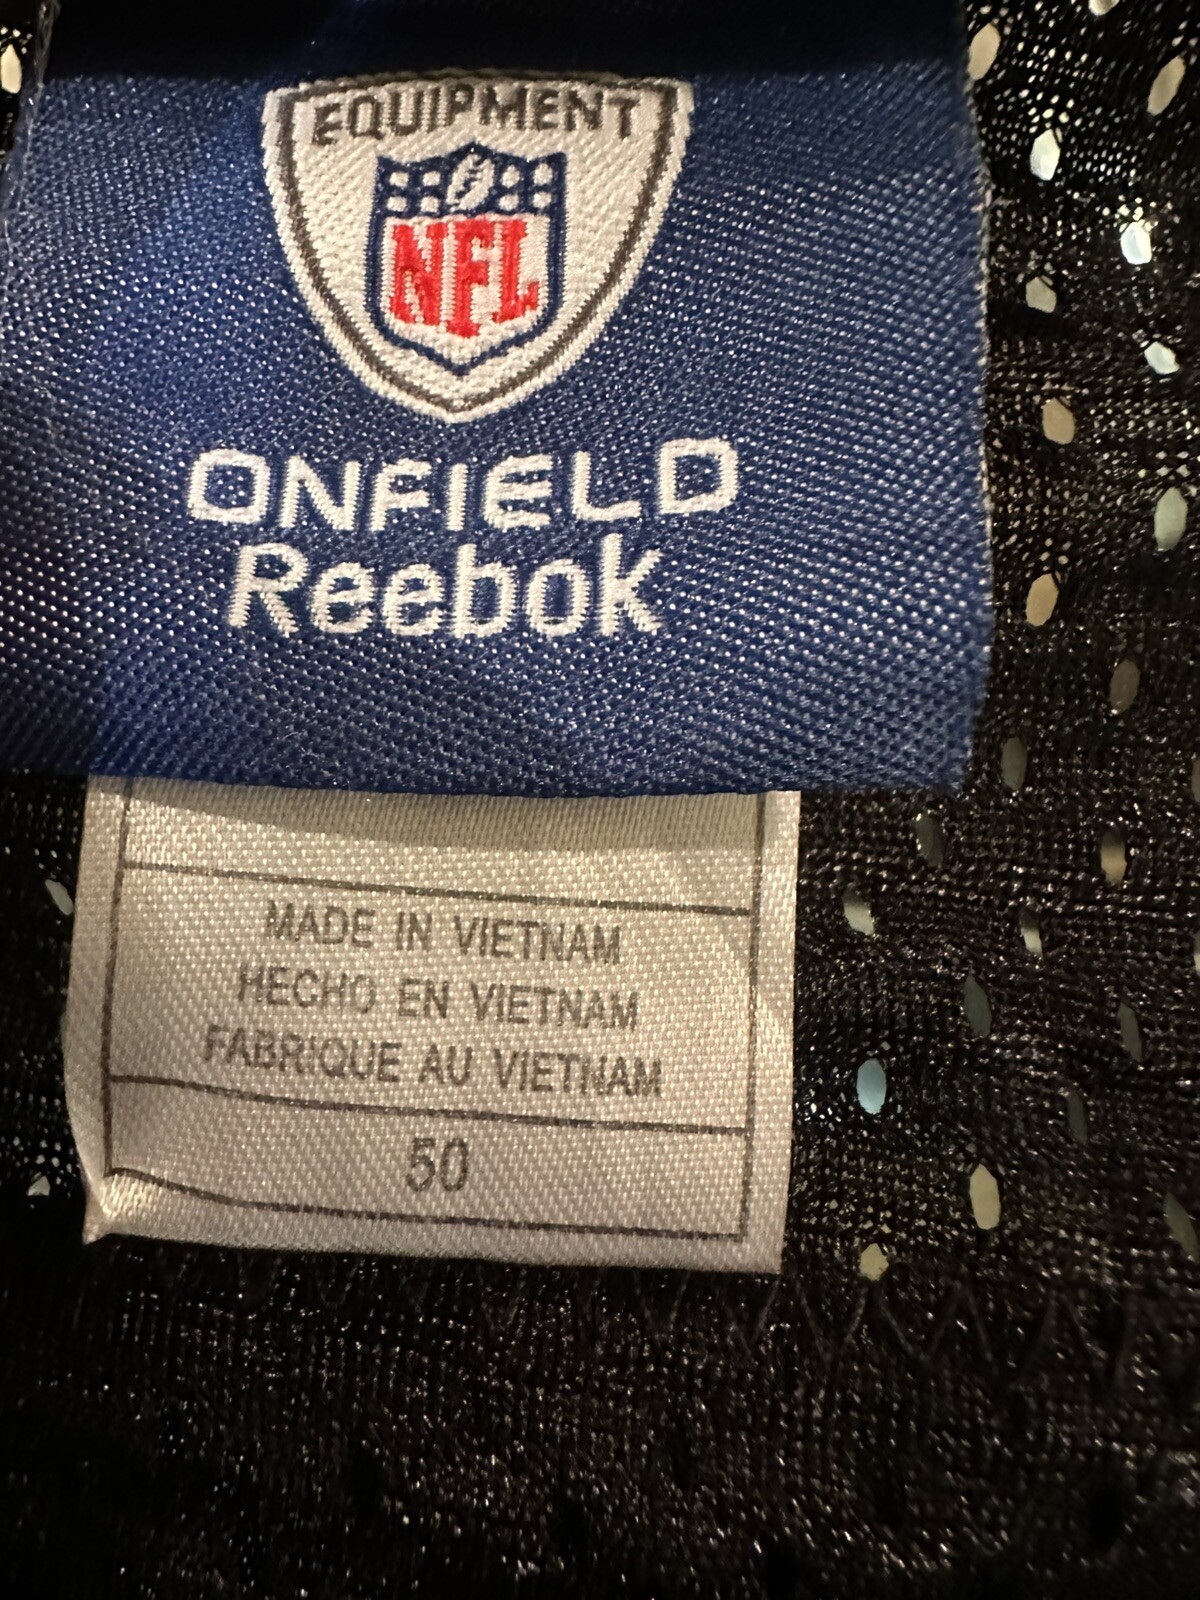 EQUIPMENT
NFL
ONFIELD
Reebok
MADE IN VIETNAM
HECHO EN VIETNAM
FABRIQUE AU VIETNAM
50